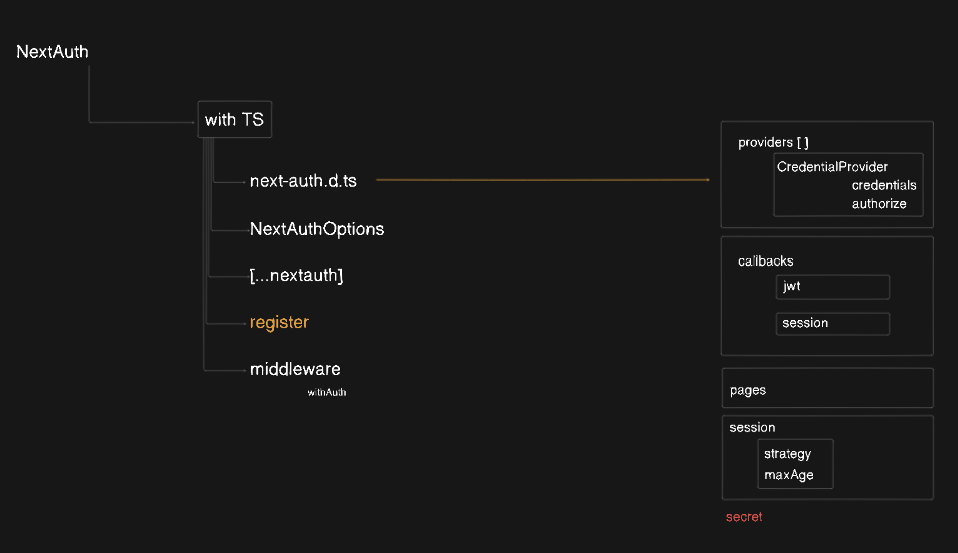 NextAuth
with TS
next-auth.d.ts
NextAuthOptions
[...nextauth]
register
middleware
withAuth
providers [ ]
CredentialProvider
credentials
authorize
callbacks
jwt
session
pages
session
strategy
maxAge
secret